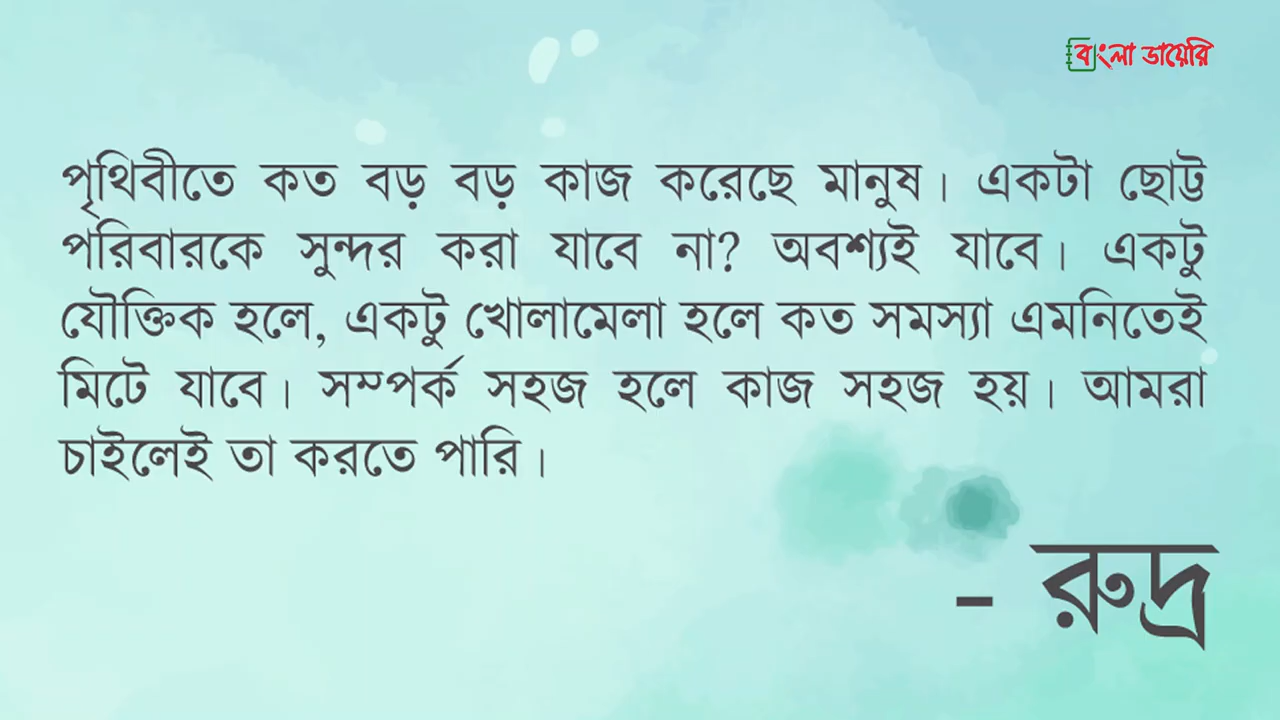 বাংলা ডায়েরি
পৃথিবীতে কত বড় বড় কাজ করেছে মানুষ। একটা ছোট্ট
পরিবারকে সুন্দর করা যাবে না? অবশ্যই যাবে। একটু
যৌক্তিক হলে, একটু খোলামেলা হলে কত সমস্যা এমনিতেই
মিটে যাবে। সম্পর্ক সহজ হলে কাজ সহজ হয়। আমরা
চাইলেই তা করতে পারি।
- রুদ্র